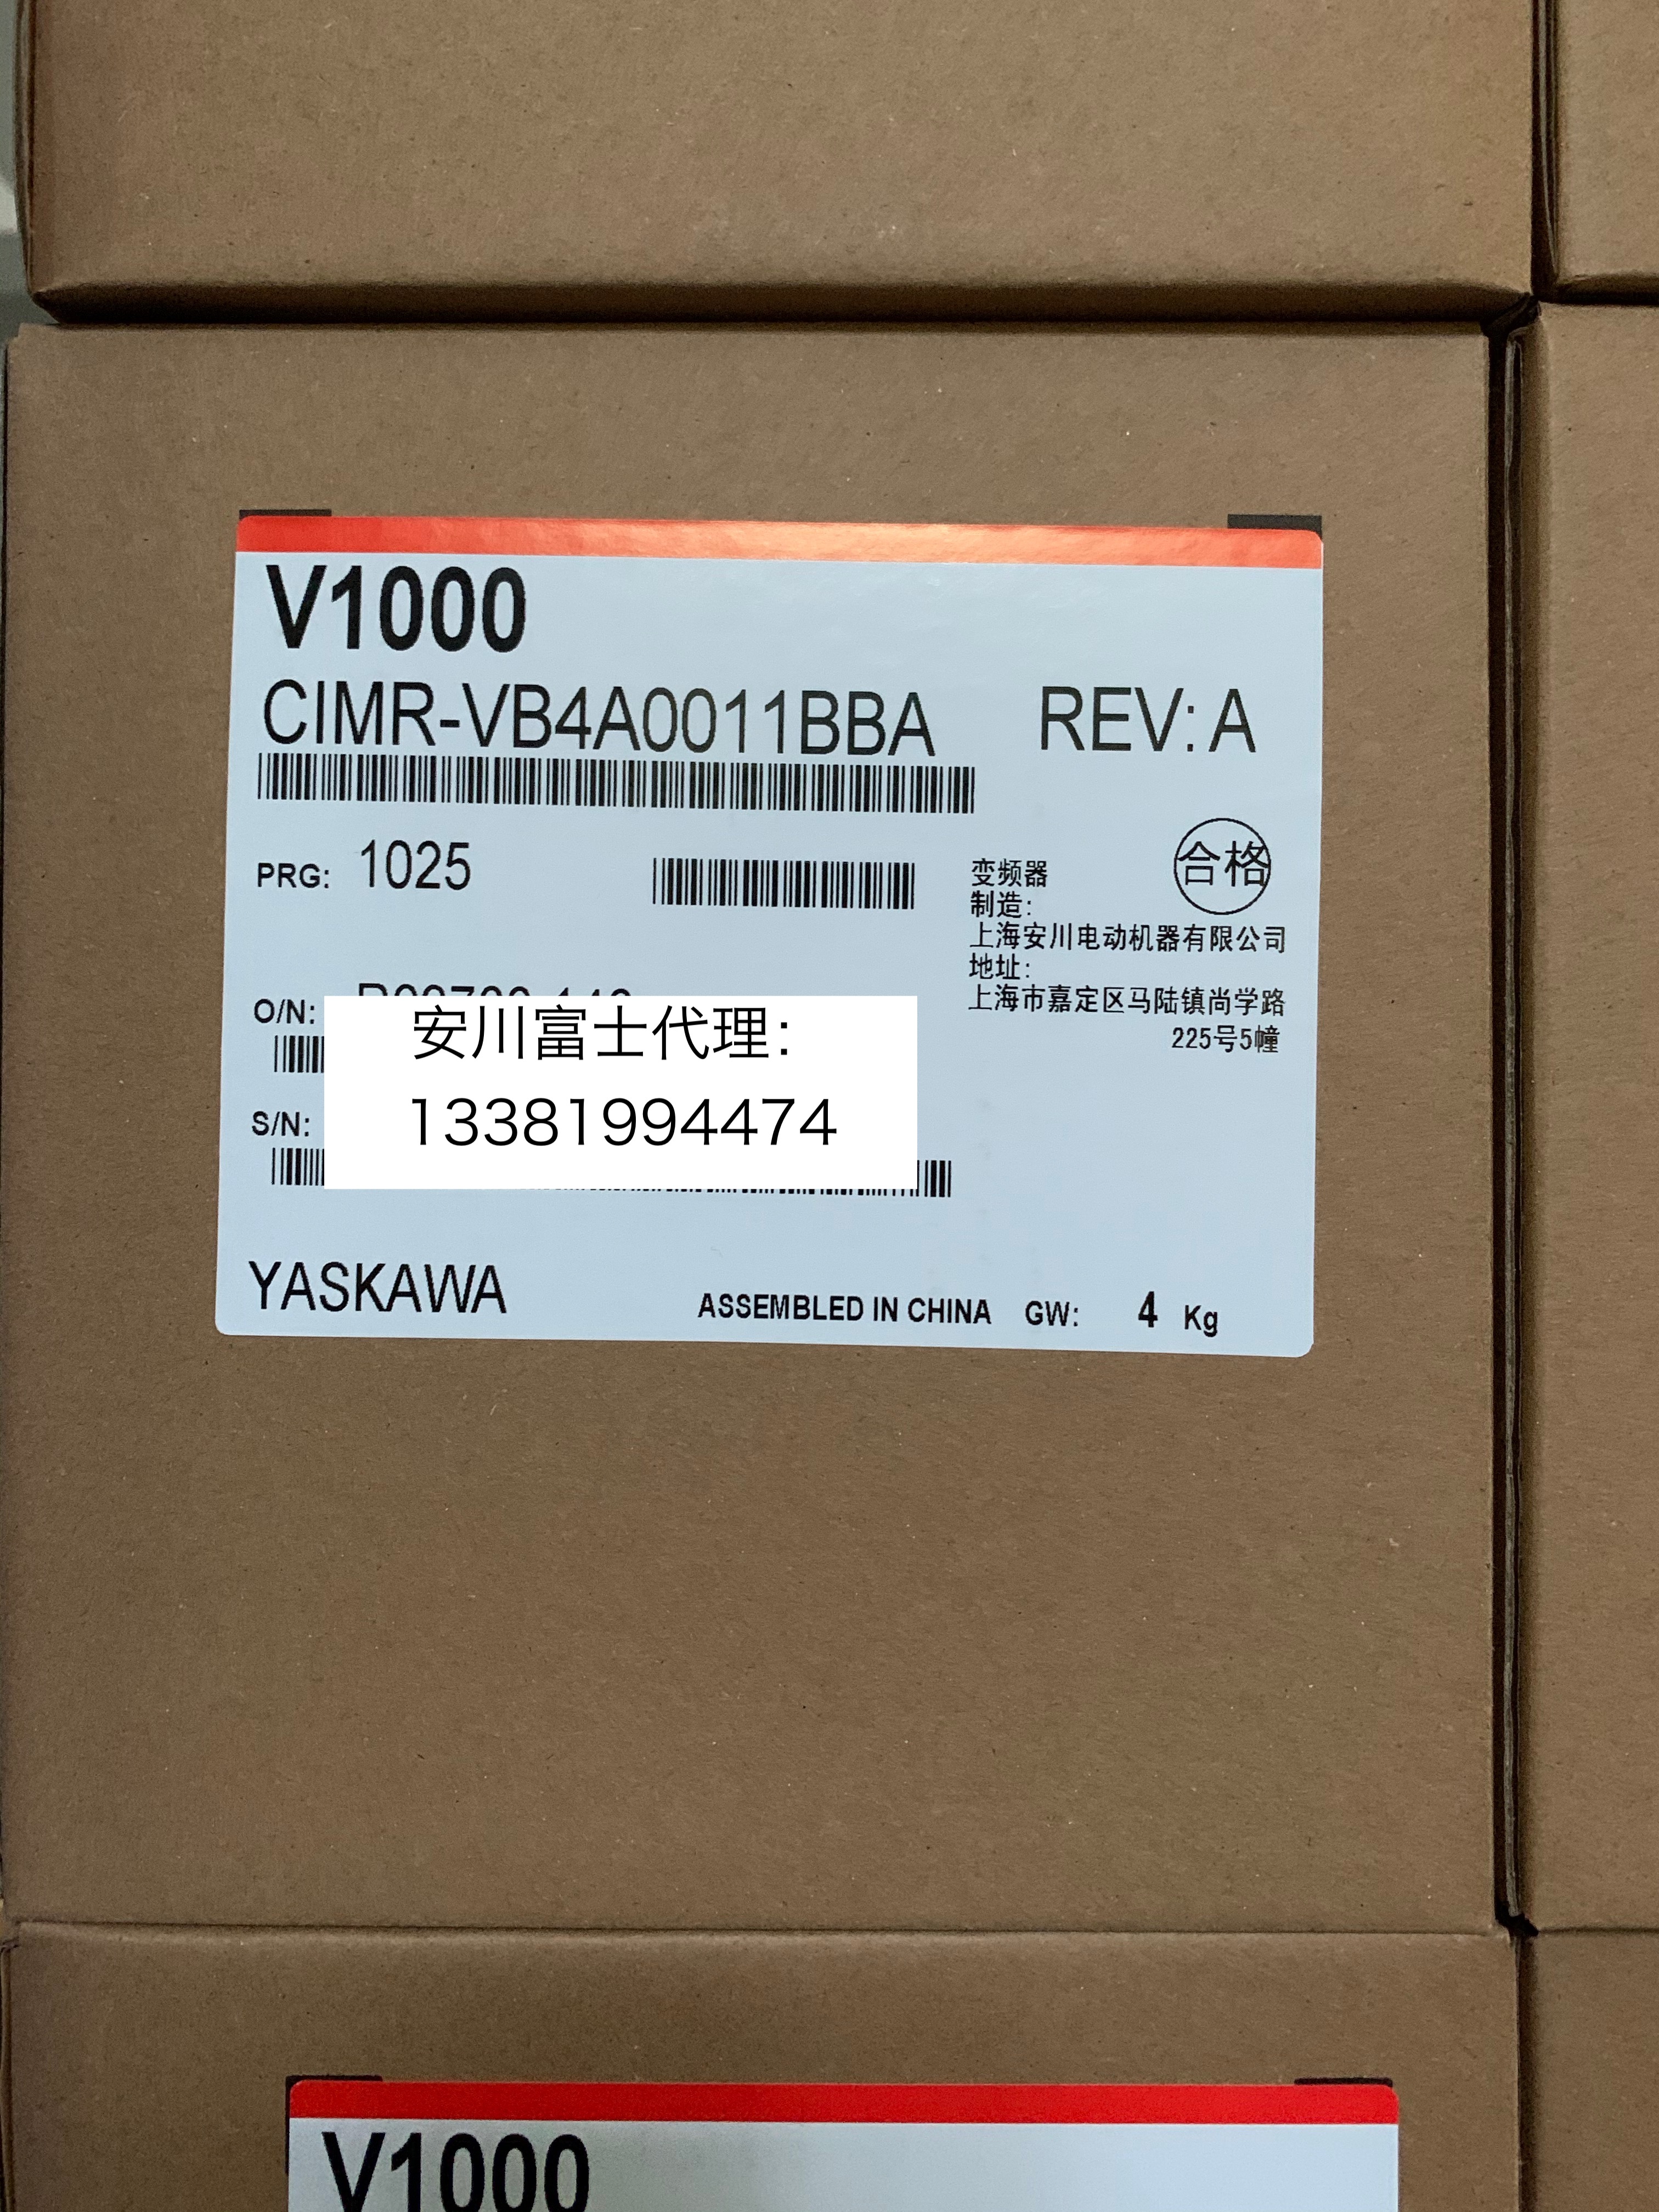 V1000
CIMR-VB4A0011BBA REV: A
PRG: 1025
合格
变频器
制造:
上海安川电动机器有限公司
地址:
上海市嘉定区马陆镇尚学路
225号5幢
O/N:
安川富士代理:
S/N:
13381994474
YASKAWA ASSEMBLED IN CHINA GW: 4 Kg
V1000